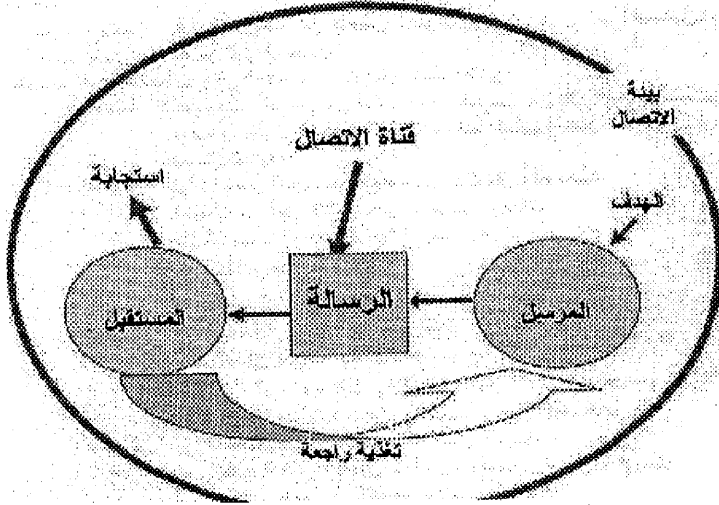 بيئة
الاتصال
قناة الاتصال
الهدف
استجابة
المرسل
الرسالة
المستقبل
تغذية راجعة